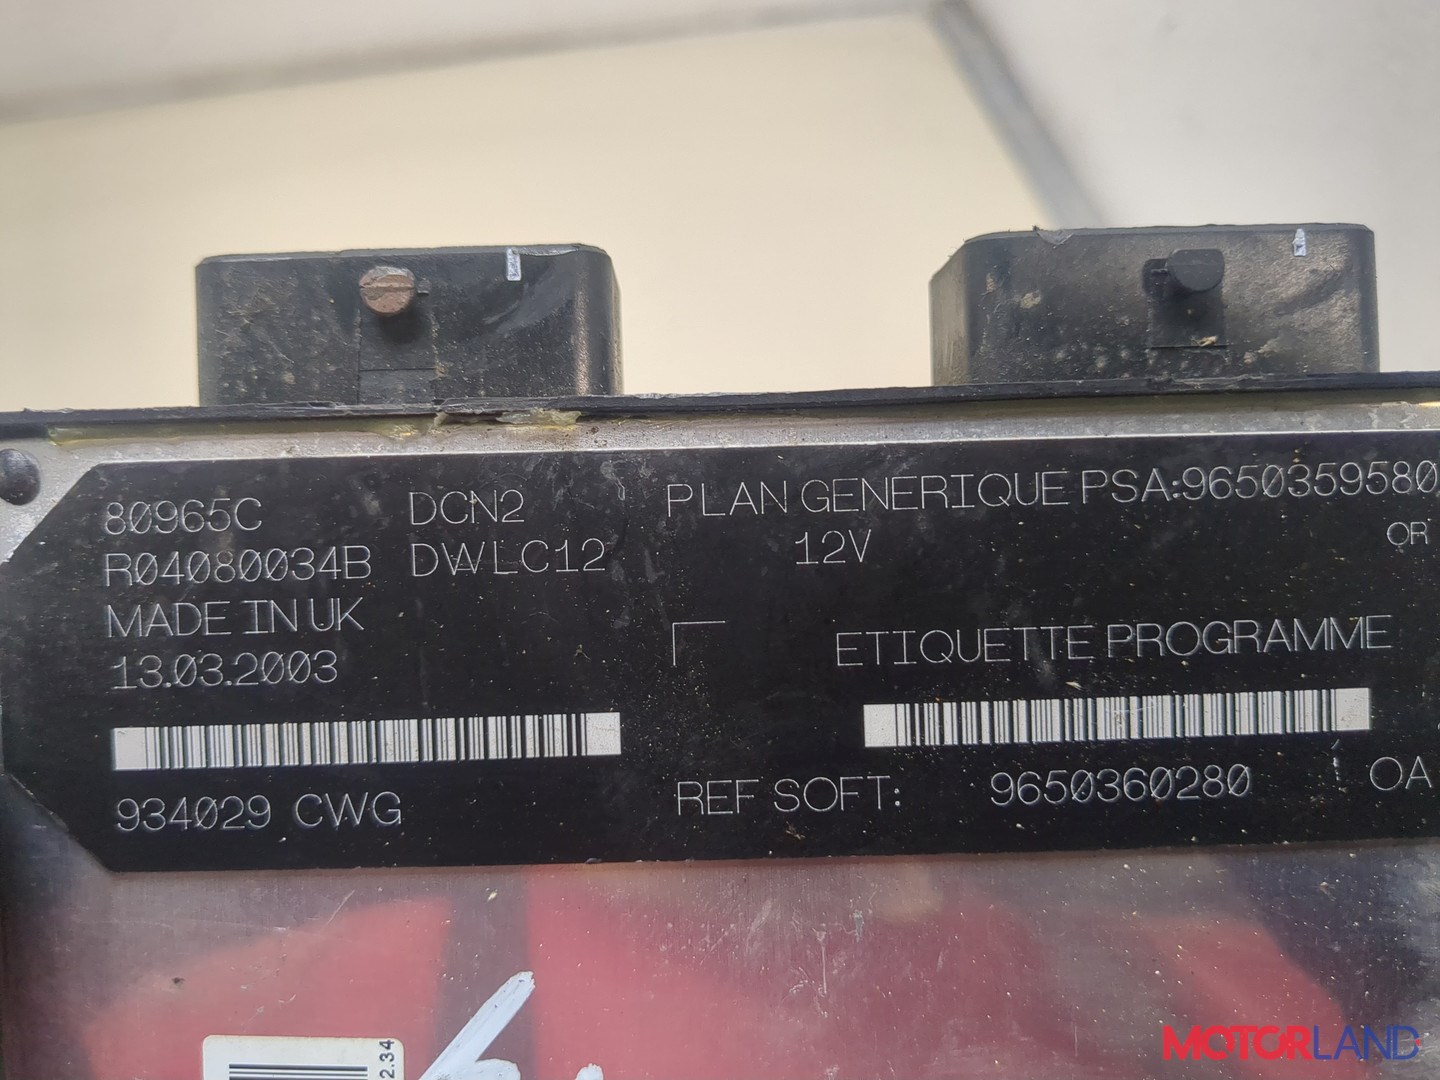 80965C DCN2 PLAN GENERIQUE PSA:9650359580
R04080034B DWLC12 12V OR
MADE IN UK
13.03.2003 ETIQUETTE PROGRAMME
934029 CWG REF SOFT: 9650360280 OA
2.34
MOTORLAND